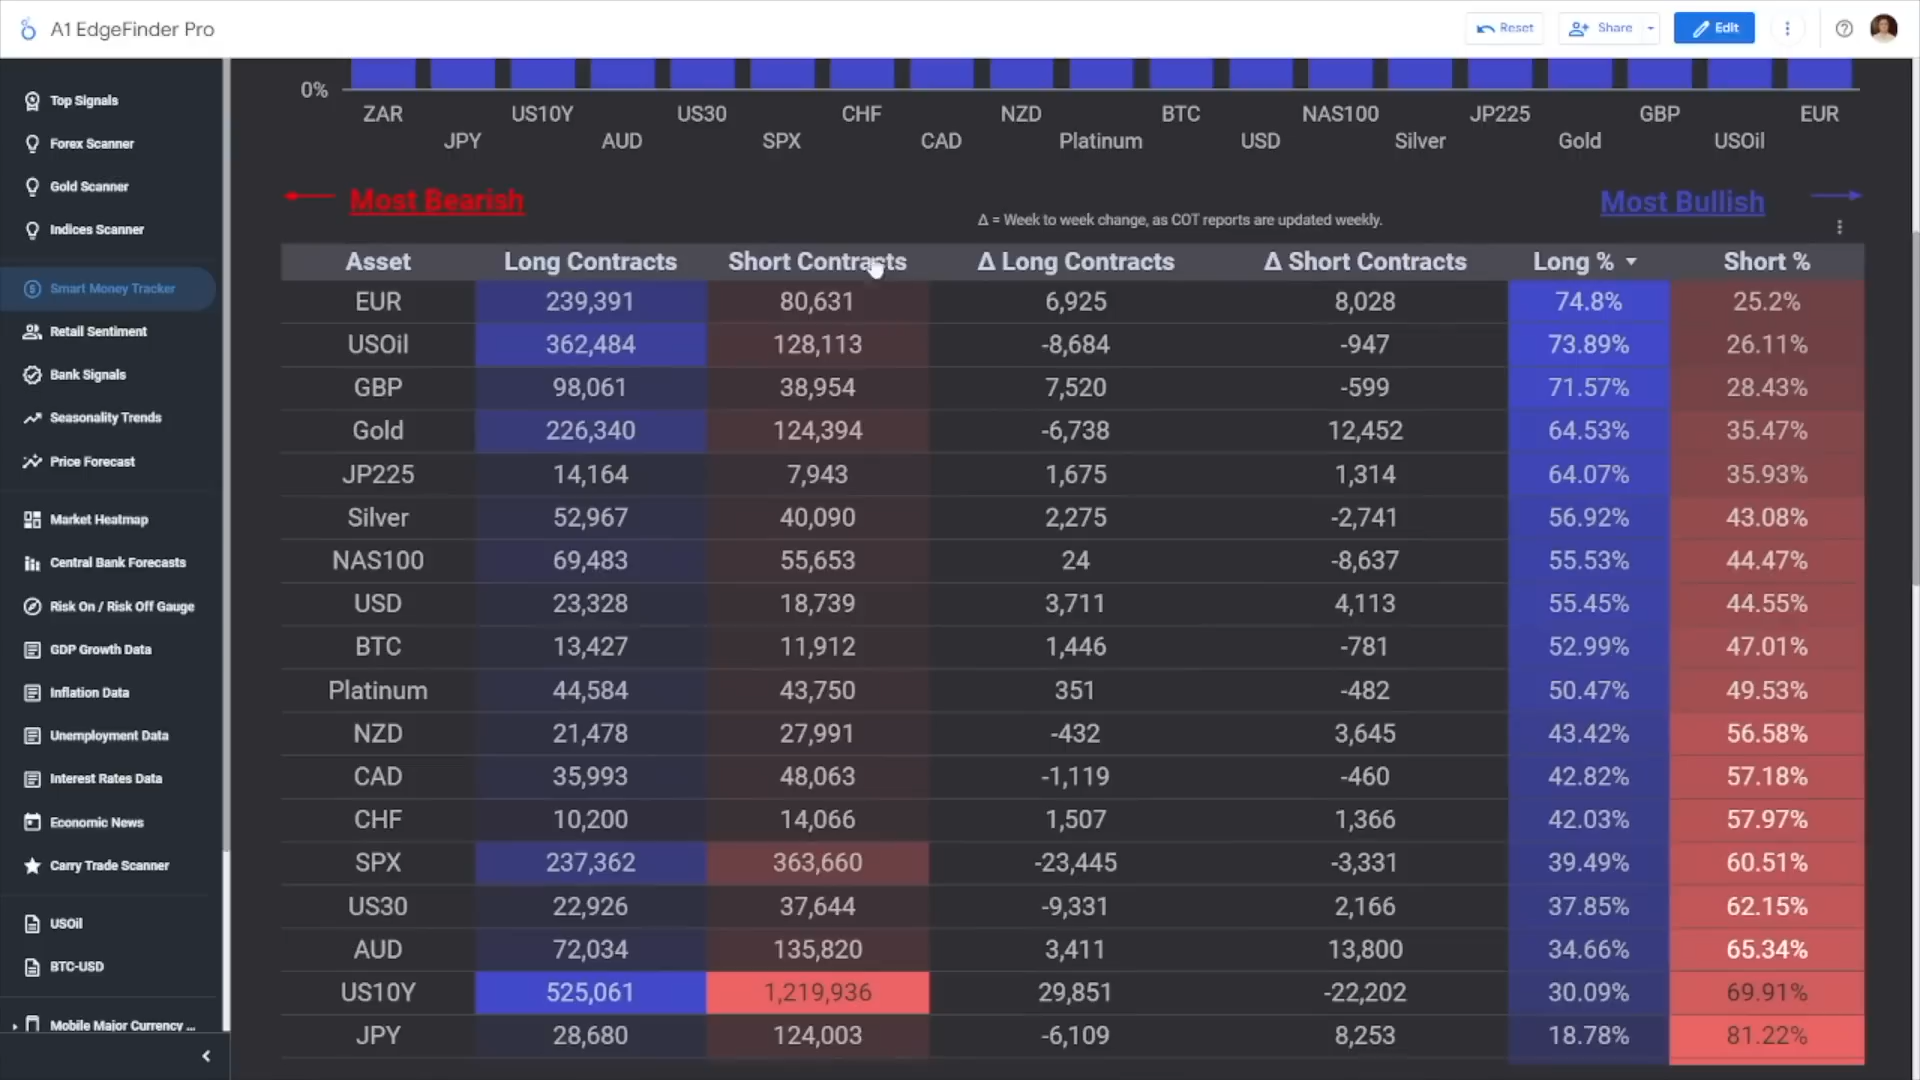 A1 EdgeFinder Pro
Reset
Share
Edit
Top Signals
Forex Scanner
Gold Scanner
Indices Scanner
Smart Money Tracker
Retail Sentiment
Bank Signals
Seasonality Trends
Price Forecast
Market Heatmap
Central Bank Forecasts
Risk On / Risk Off Gauge
GDP Growth Data
Inflation Data
Unemployment Data
Interest Rates Data
Economic News
Carry Trade Scanner
USOil
BTC-USD
Mobile Major Currency ...
0%
ZAR US10Y US30 CHF NZD BTC NAS100 JP225 GBP EUR
JPY AUD SPX CAD Platinum USD Silver Gold USOil
Most Bearish Most Bullish
Δ = Week to week change, as COT reports are updated weekly.
Asset Long Contracts Short Contracts Δ Long Contracts Δ Short Contracts Long % Short %
EUR 239,391 80,631 6,925 8,028 74.8% 25.2%
USOil 362,484 128,113 -8,684 -947 73.89% 26.11%
GBP 98,061 38,954 7,520 -599 71.57% 28.43%
Gold 226,340 124,394 -6,738 12,452 64.53% 35.47%
JP225 14,164 7,943 1,675 1,314 64.07% 35.93%
Silver 52,967 40,090 2,275 -2,741 56.92% 43.08%
NAS100 69,483 55,653 24 -8,637 55.53% 44.47%
USD 23,328 18,739 3,711 4,113 55.45% 44.55%
BTC 13,427 11,912 1,446 -781 52.99% 47.01%
Platinum 44,584 43,750 351 -482 50.47% 49.53%
NZD 21,478 27,991 -432 3,645 43.42% 56.58%
CAD 35,993 48,063 -1,119 -460 42.82% 57.18%
CHF 10,200 14,066 1,507 1,366 42.03% 57.97%
SPX 237,362 363,660 -23,445 -3,331 39.49% 60.51%
US30 22,926 37,644 -9,331 2,166 37.85% 62.15%
AUD 72,034 135,820 3,411 13,800 34.66% 65.34%
US10Y 525,061 1,219,936 29,851 -22,202 30.09% 69.91%
JPY 28,680 124,003 -6,109 8,253 18.78% 81.22%